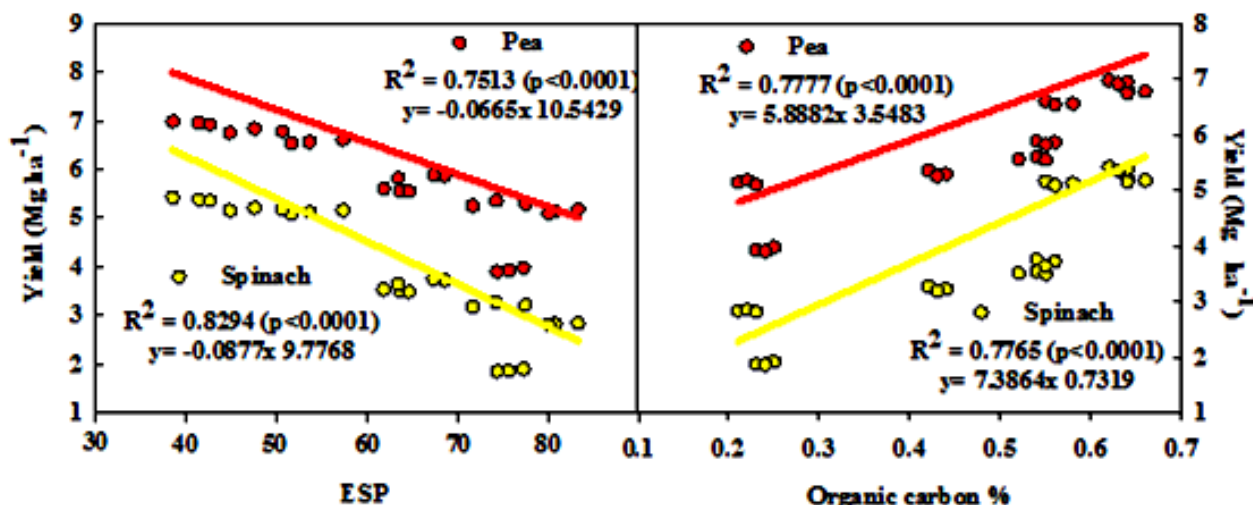 9
8
7
6
5
4
3
2
1
Yield (Mg ha⁻¹)
Pea
R² = 0.7513 (p<0.0001)
y= -0.0665x 10.5429
Spinach
R² = 0.8294 (p<0.0001)
y= -0.0877x 9.7768
30 40 50 60 70 80
ESP
Pea
R² = 0.7777 (p<0.0001)
y= 5.8882x 3.5483
Spinach
R² = 0.7765 (p<0.0001)
y= 7.3864x 0.7319
0.1 0.2 0.3 0.4 0.5 0.6 0.7
Organic carbon %
8
7
6
5
4
3
2
1
Yield (Mg ha⁻¹)